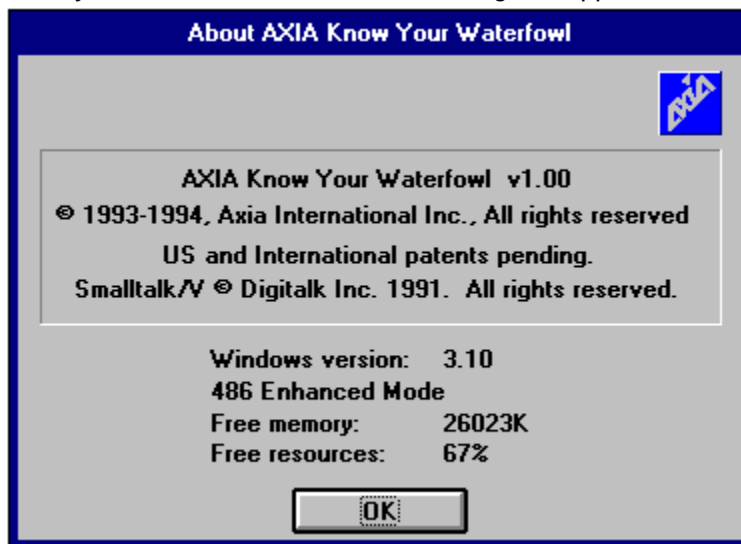 About AXIA Know Your Waterfowl
AXIA
AXIA Know Your Waterfowl v1.00
© 1993-1994, Axia International Inc., All rights reserved
US and International patents pending.
Smalltalk/V © Digitalk Inc. 1991. All rights reserved.
Windows version: 3.10
486 Enhanced Mode
Free memory: 26023K
Free resources: 67%
OK